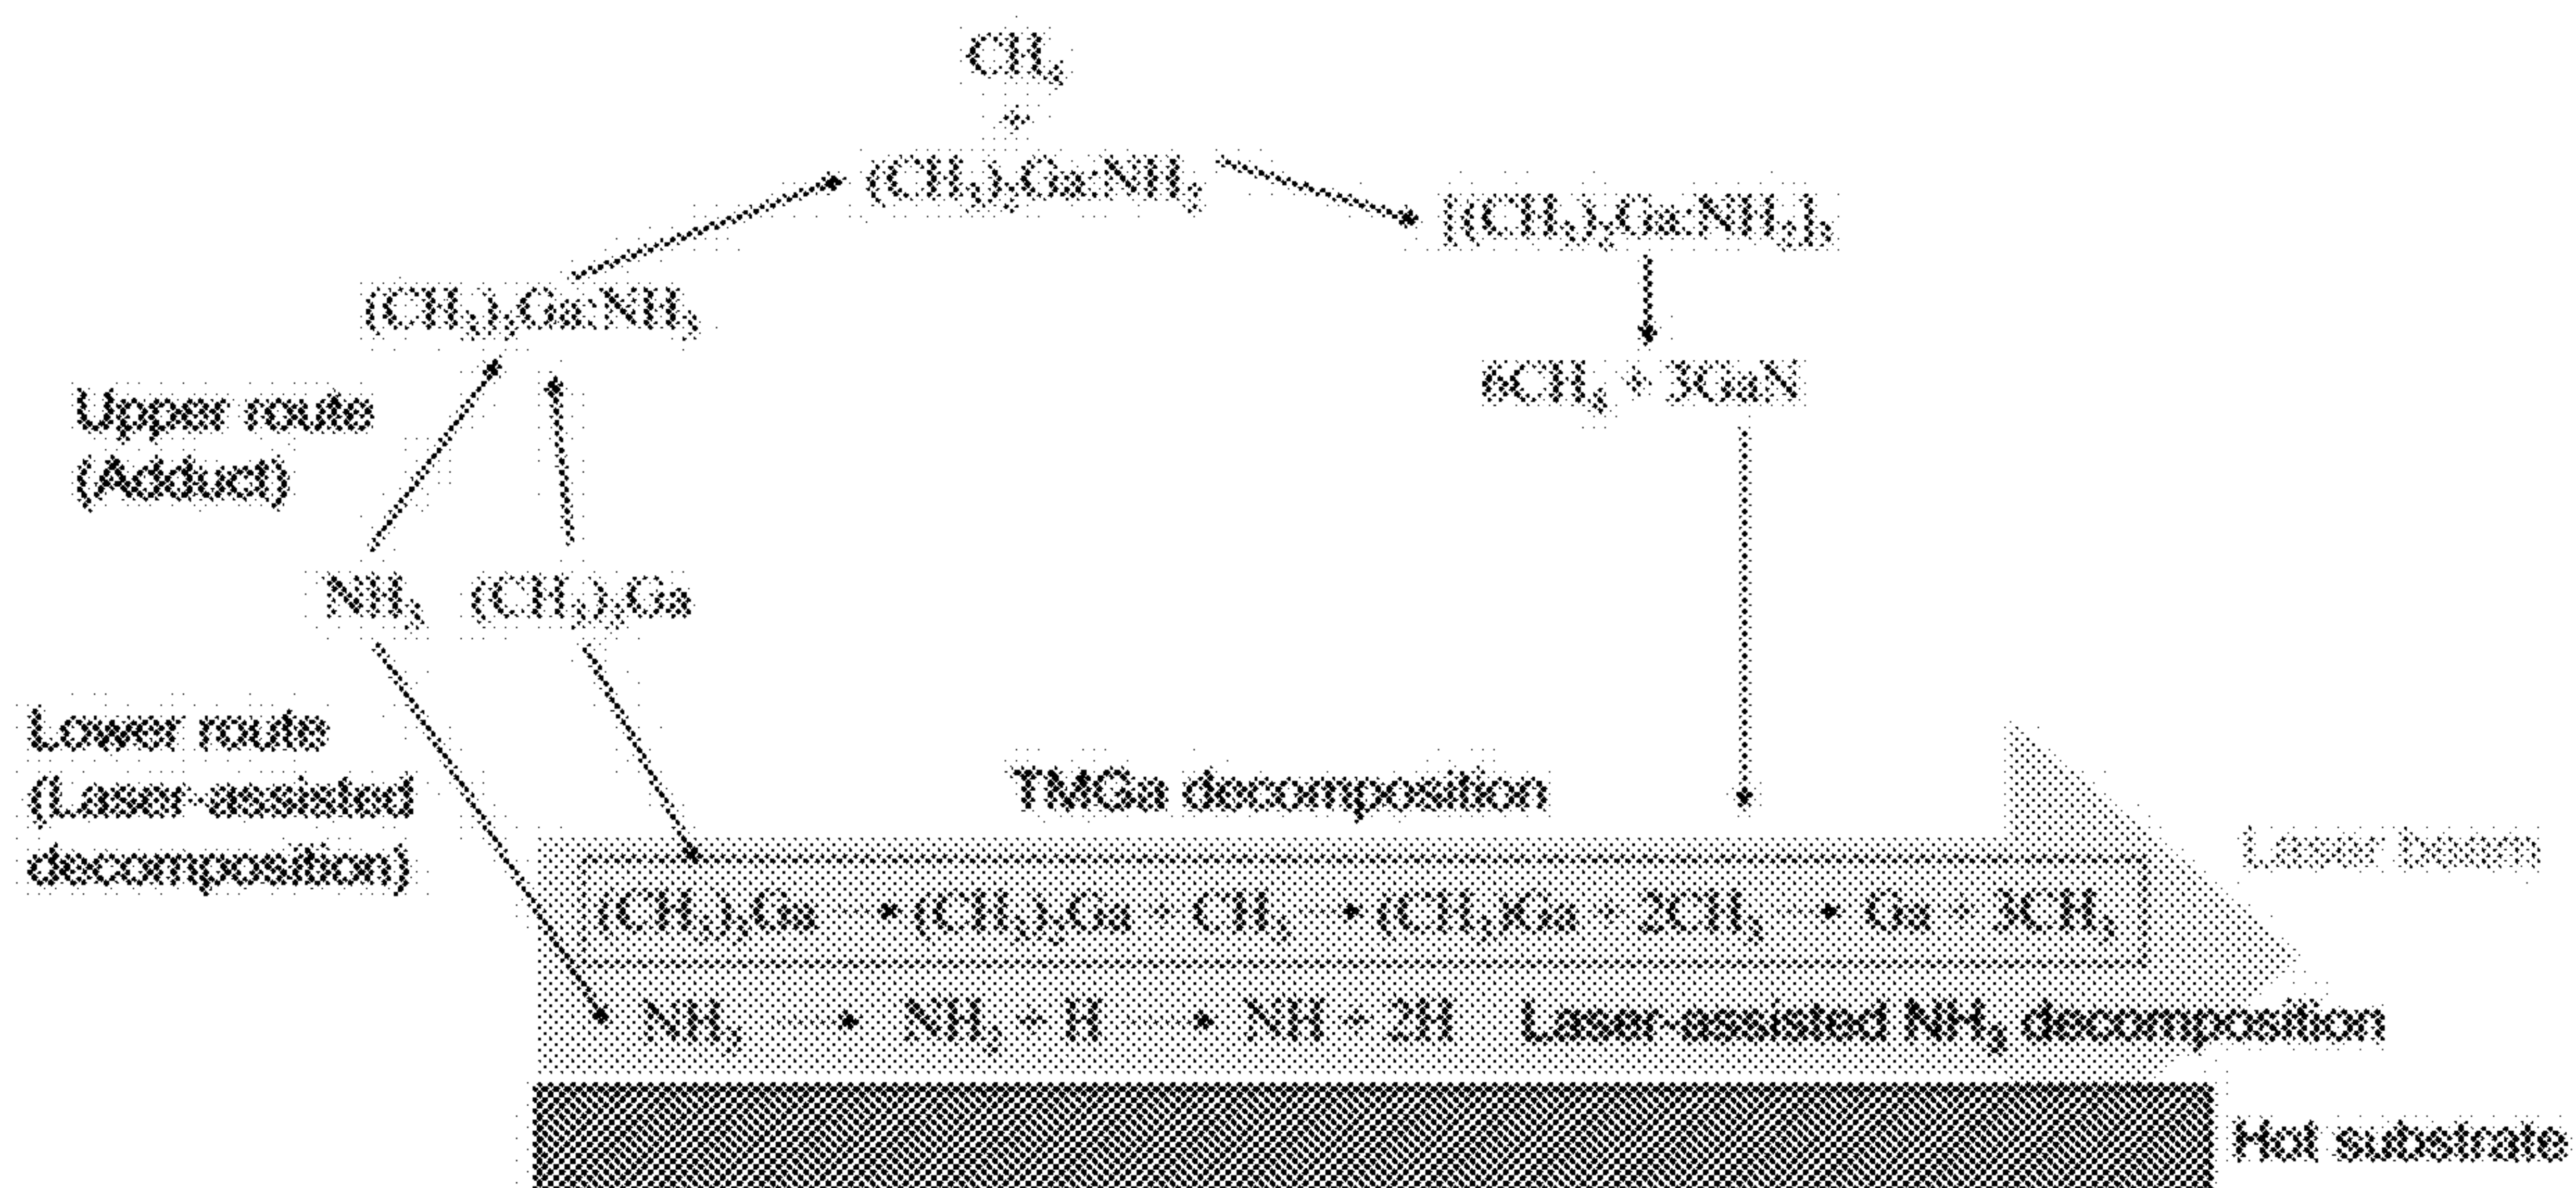 CH₄
+
(CH₃)₂Ga:NH₂
[(CH₃)₂Ga:NH₂]₃
(CH₃)₃Ga:NH₃
6CH₄ + 3GaN
Upper route
(Adduct)
NH₃ (CH₃)₃Ga
Lower route
(Laser-assisted
decomposition)
TMGa decomposition
Laser beam
(CH₃)₃Ga → (CH₃)₂Ga + CH₃ → (CH₃)Ga + 2CH₃ → Ga + 3CH₃
NH₃ → NH₂ + H → NH + 2H Laser-assisted NH₃ decomposition
Hot substrate